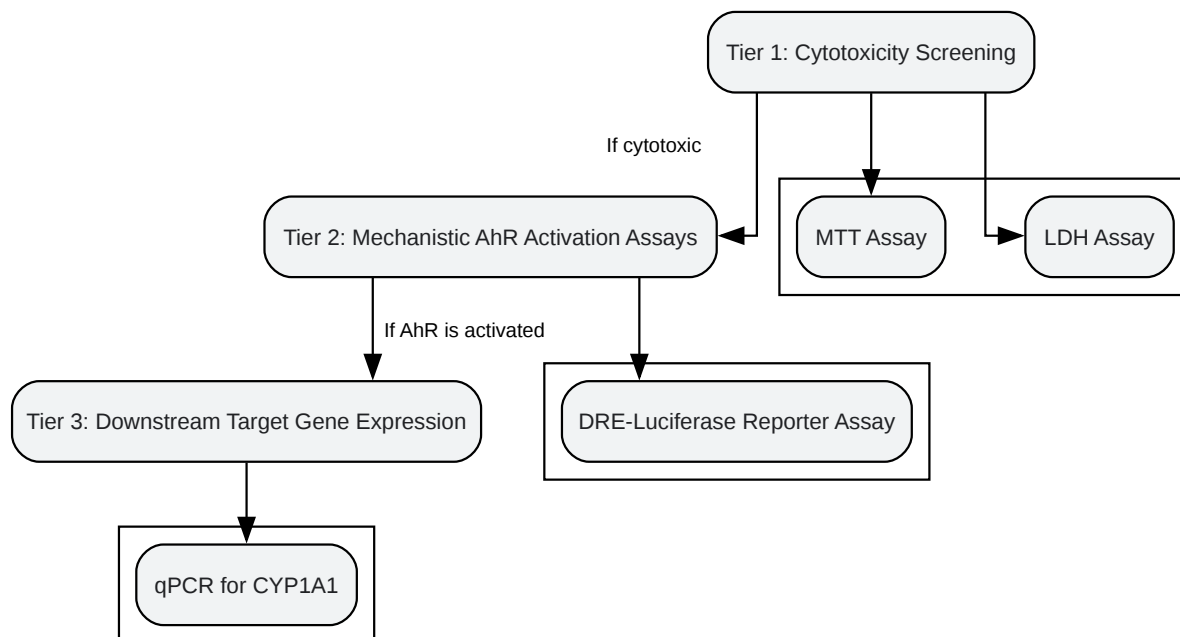 Tier 1: Cytotoxicity Screening
If cytotoxic
Tier 2: Mechanistic AhR Activation Assays
MTT Assay
LDH Assay
If AhR is activated
Tier 3: Downstream Target Gene Expression
DRE-Luciferase Reporter Assay
qPCR for CYP1A1